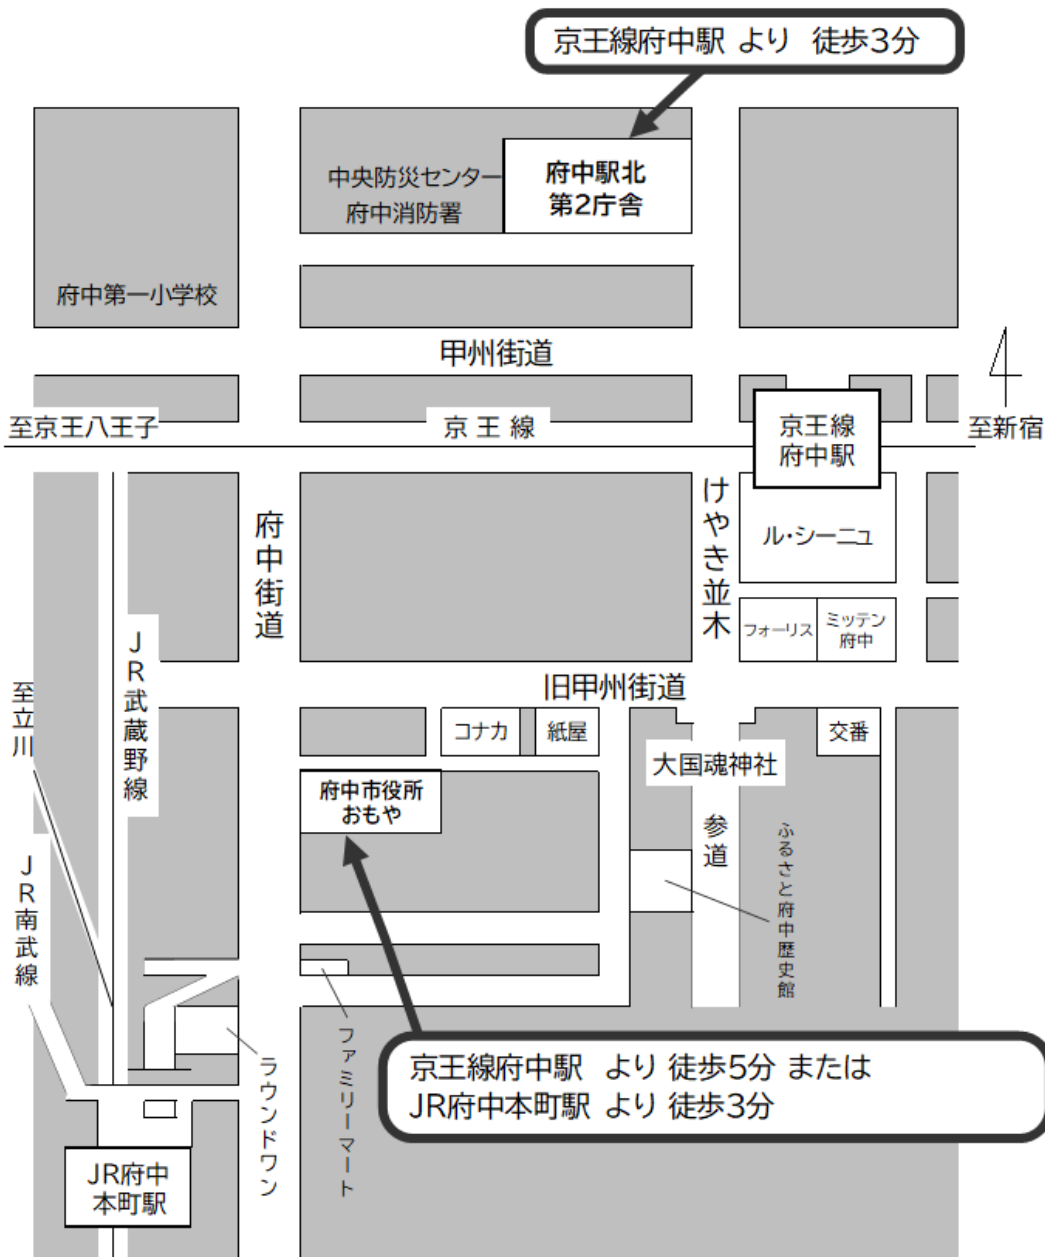 京王線府中駅 より 徒歩3分
中央防災センター
府中消防署
府中駅北
第2庁舎
府中第一小学校
甲州街道
至京王八王子
京王線
京王線
府中駅
至新宿
けやき並木
ル・シーニュ
府中街道
フォーリス
ミッテン
府中
JR武蔵野線
至立川
旧甲州街道
コナカ
紙屋
交番
大国魂神社
府中市役所
おもや
参道
ふるさと府中歴史館
JR南武線
ファミリーマート
ラウンドワン
京王線府中駅 より 徒歩5分 または
JR府中本町駅 より 徒歩3分
JR府中
本町駅